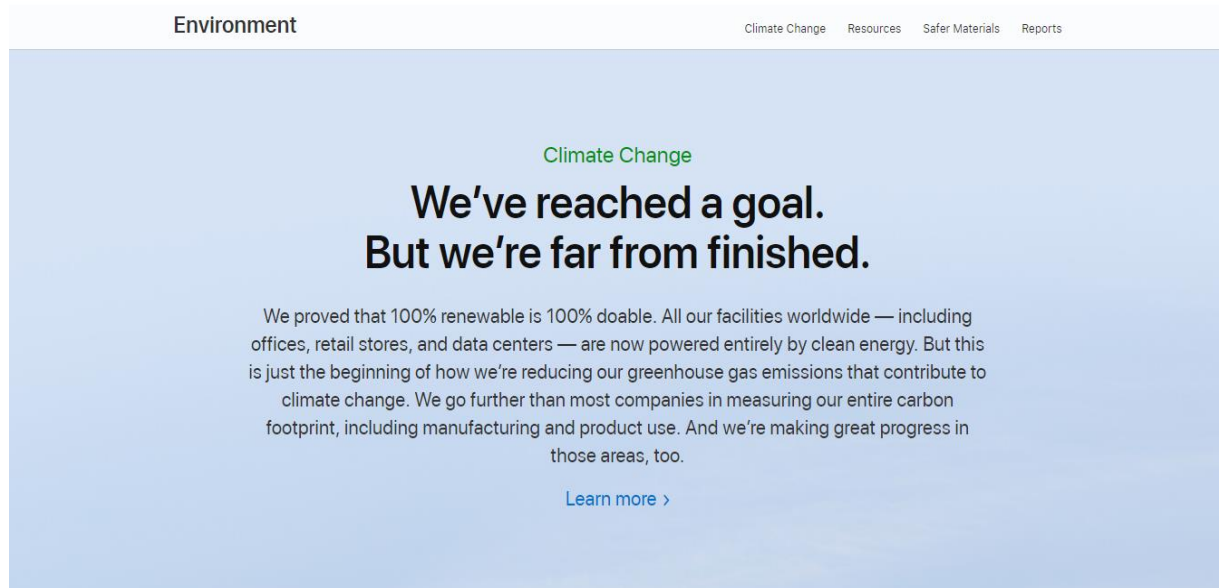 Environment
Climate Change Resources Safer Materials Reports
Climate Change
We’ve reached a goal.
But we’re far from finished.
We proved that 100% renewable is 100% doable. All our facilities worldwide — including
offices, retail stores, and data centers — are now powered entirely by clean energy. But this
is just the beginning of how we’re reducing our greenhouse gas emissions that contribute to
climate change. We go further than most companies in measuring our entire carbon
footprint, including manufacturing and product use. And we’re making great progress in
those areas, too.
Learn more ›